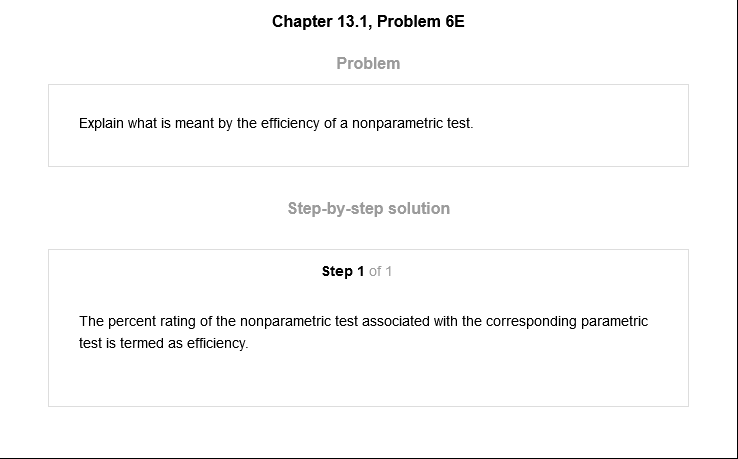 Chapter 13.1, Problem 6E
Problem
Explain what is meant by the efficiency of a nonparametric test.
Step-by-step solution
Step 1 of 1
The percent rating of the nonparametric test associated with the corresponding parametric
test is termed as efficiency.